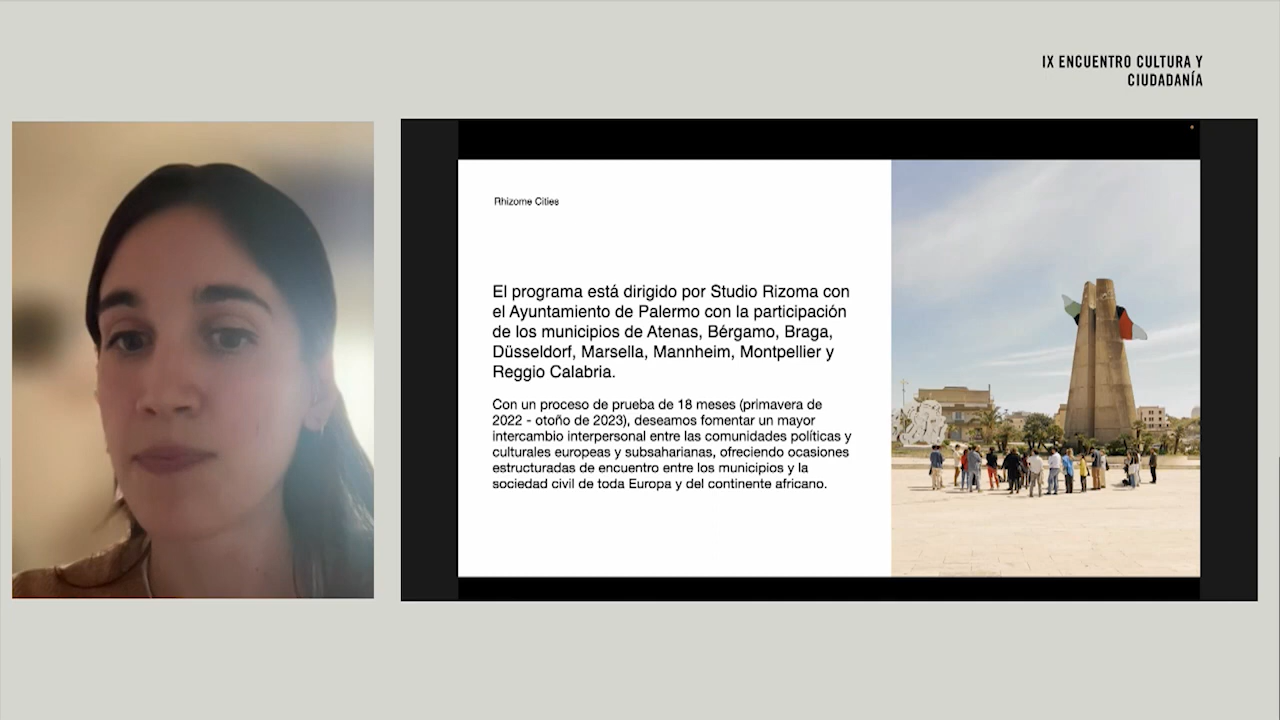 IX ENCUENTRO CULTURA Y
CIUDADANÍA
Rhizome Cities
El programa está dirigido por Studio Rizoma con
el Ayuntamiento de Palermo con la participación
de los municipios de Atenas, Bérgamo, Braga,
Düsseldorf, Marsella, Mannheim, Montpellier y
Reggio Calabria.
Con un proceso de prueba de 18 meses (primavera de
2022 - otoño de 2023), deseamos fomentar un mayor
intercambio interpersonal entre las comunidades políticas y
culturales europeas y subsaharianas, ofreciendo ocasiones
estructuradas de encuentro entre los municipios y la
sociedad civil de toda Europa y del continente africano.